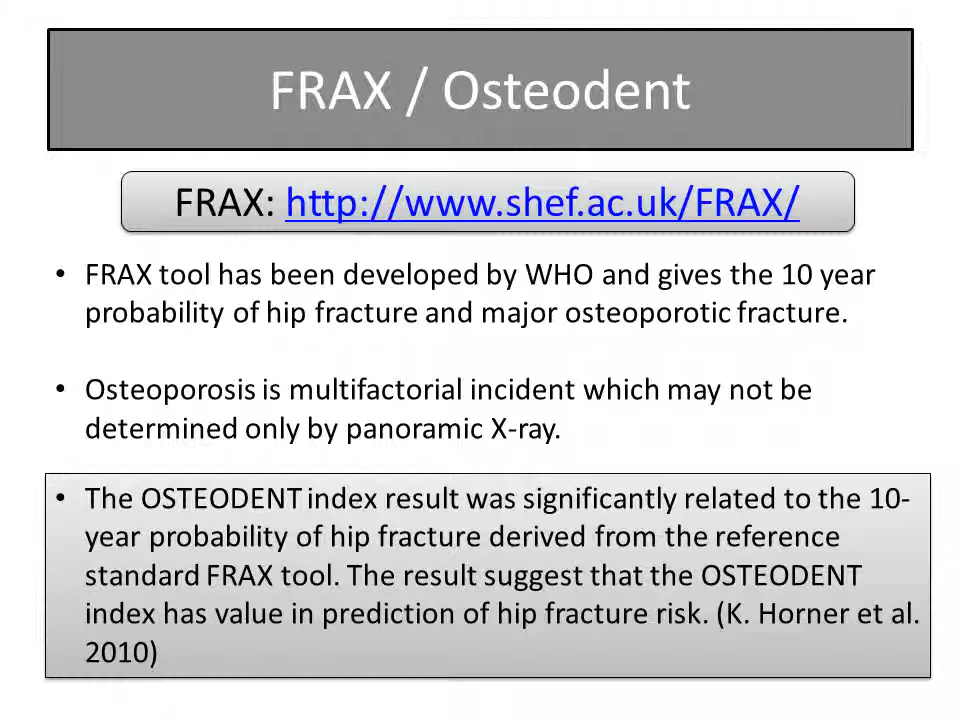 FRAX / Osteodent
FRAX: http://www.shef.ac.uk/FRAX/
• FRAX tool has been developed by WHO and gives the 10 year
probability of hip fracture and major osteoporotic fracture.
• Osteoporosis is multifactorial incident which may not be
determined only by panoramic X-ray.
• The OSTEODENT index result was significantly related to the 10-
year probability of hip fracture derived from the reference
standard FRAX tool. The result suggest that the OSTEODENT
index has value in prediction of hip fracture risk. (K. Horner et al.
2010)